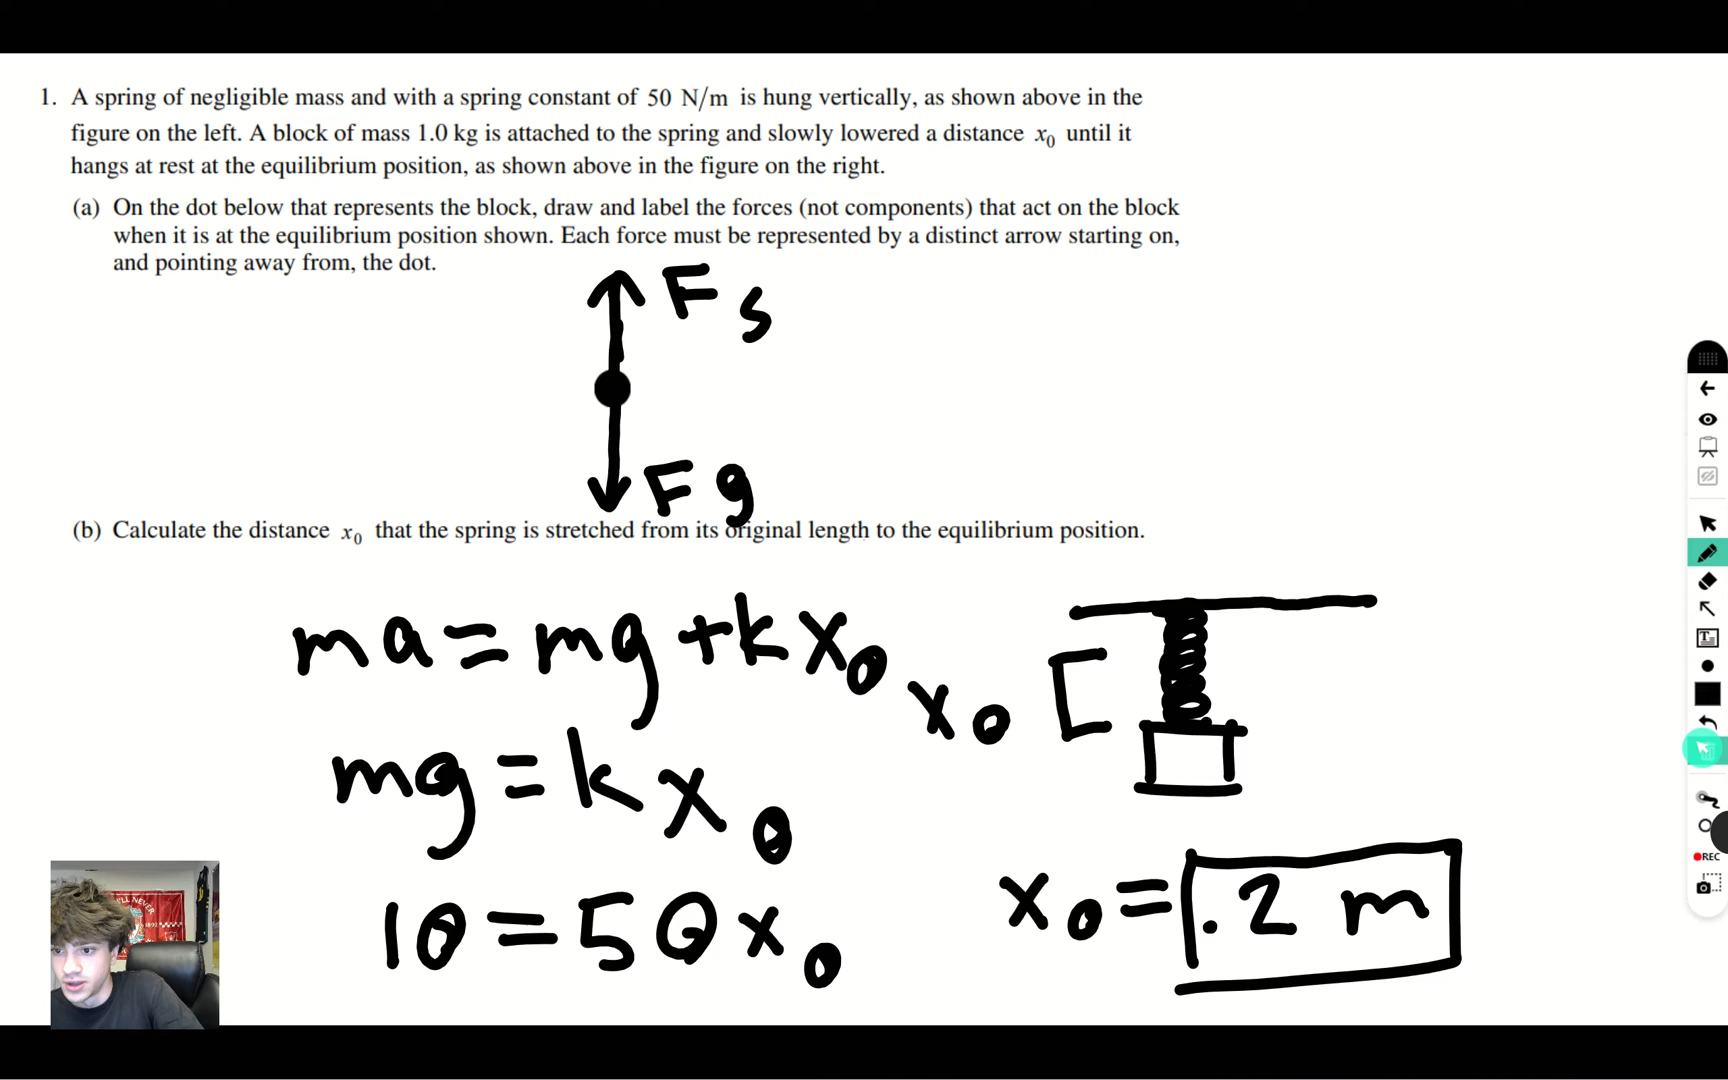 1. A spring of negligible mass and with a spring constant of 50 N/m is hung vertically, as shown above in the
figure on the left. A block of mass 1.0 kg is attached to the spring and slowly lowered a distance x₀ until it
hangs at rest at the equilibrium position, as shown above in the figure on the right.
(a) On the dot below that represents the block, draw and label the forces (not components) that act on the block
when it is at the equilibrium position shown. Each force must be represented by a distinct arrow starting on,
and pointing away from, the dot.
Fs
Fg
(b) Calculate the distance x₀ that the spring is stretched from its original length to the equilibrium position.
ma = mg + kx₀
x₀
mg = kx₀
10 = 50x₀
x₀ = .2 m
REC